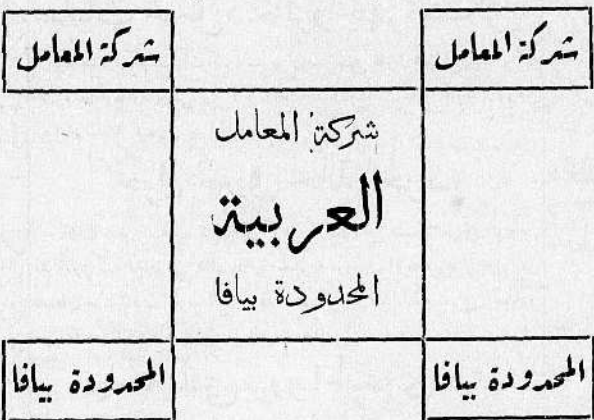 شركة المعامل
شركة المعامل
شركة المعامل
العربية
المحدودة بيافا
المحدودة بيافا
المحدودة بيافا